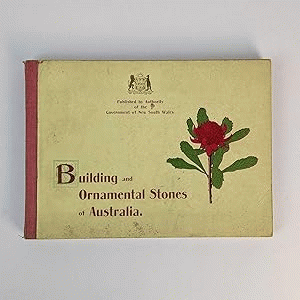 Published by Authority
of the
Government of New South Wales
Building and
Ornamental Stones
of Australia.